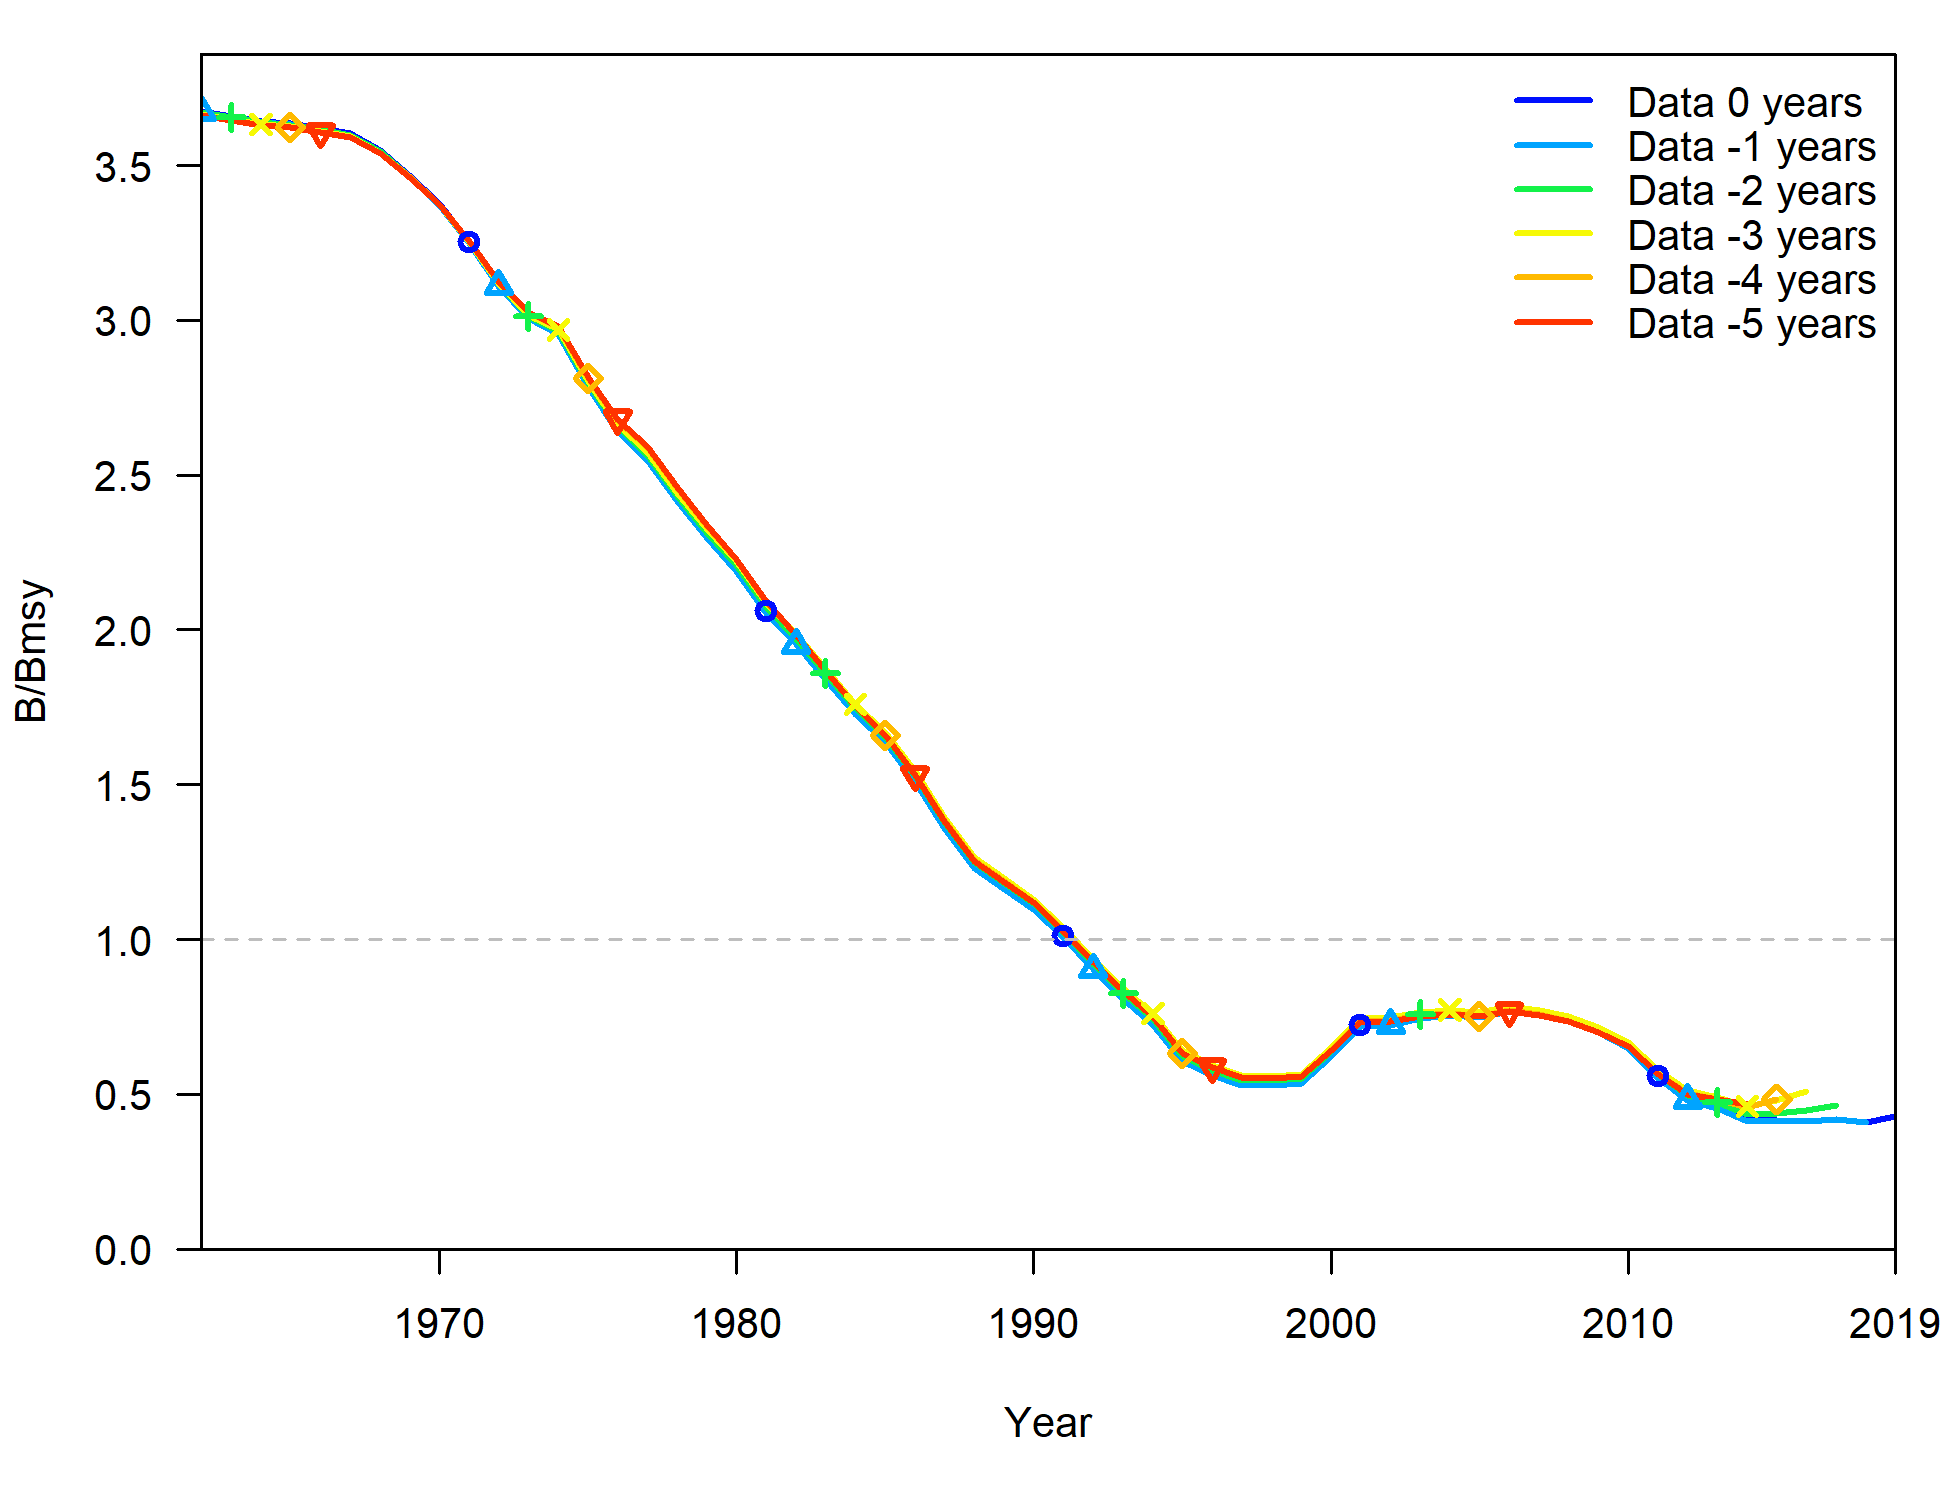 Data 0 years
Data -1 years
Data -2 years
Data -3 years
Data -4 years
Data -5 years
3.5
3.0
2.5
2.0
1.5
1.0
0.5
0.0
B/Bmsy
1970 1980 1990 2000 2010 2019
Year